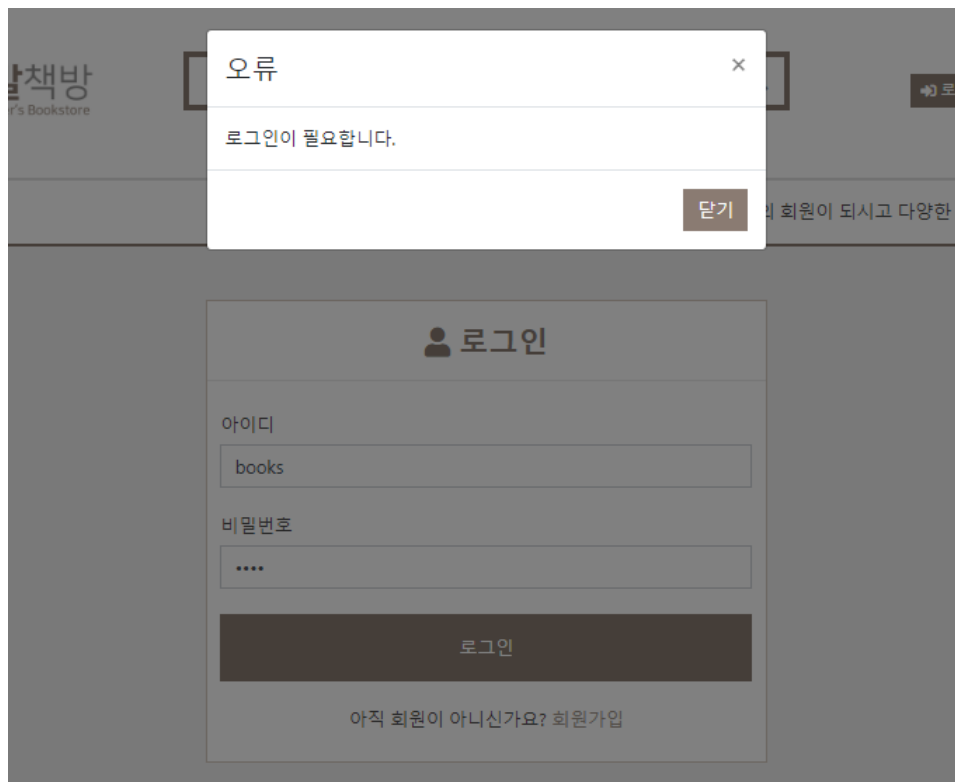 오류 ×
책방
r's Bookstore
로그인이 필요합니다.
닫기
회원이 되시고 다양한
로그인
아이디
books
비밀번호
••••
로그인
아직 회원이 아니신가요? 회원가입